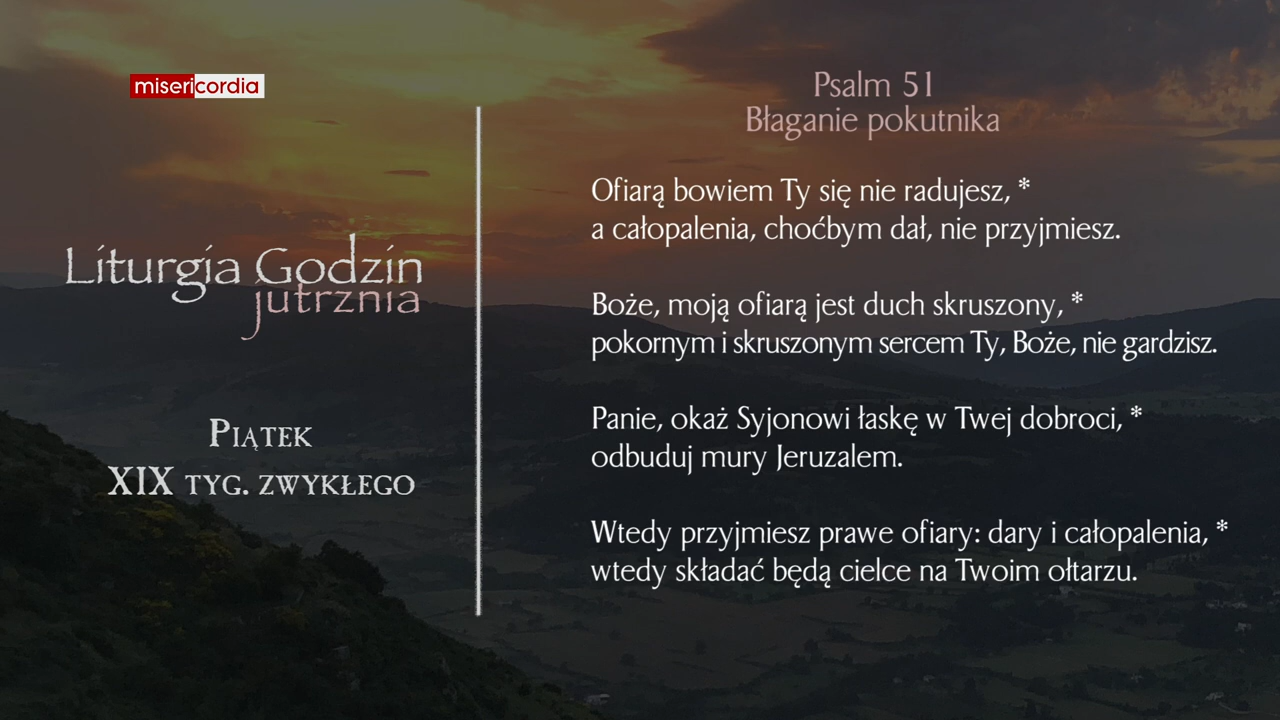 misericordia
Liturgia Godzin
jutrznia
Piątek
XIX tyg. zwykłego
Psalm 51
Błaganie pokutnika
Ofiarą bowiem Ty się nie radujesz, *
a całopalenia, choćbym dał, nie przyjmiesz.
Boże, moją ofiarą jest duch skruszony, *
pokornym i skruszonym sercem Ty, Boże, nie gardzisz.
Panie, okaż Syjonowi łaskę w Twej dobroci, *
odbuduj mury Jeruzalem.
Wtedy przyjmiesz prawe ofiary: dary i całopalenia, *
wtedy składać będą cielce na Twoim ołtarzu.